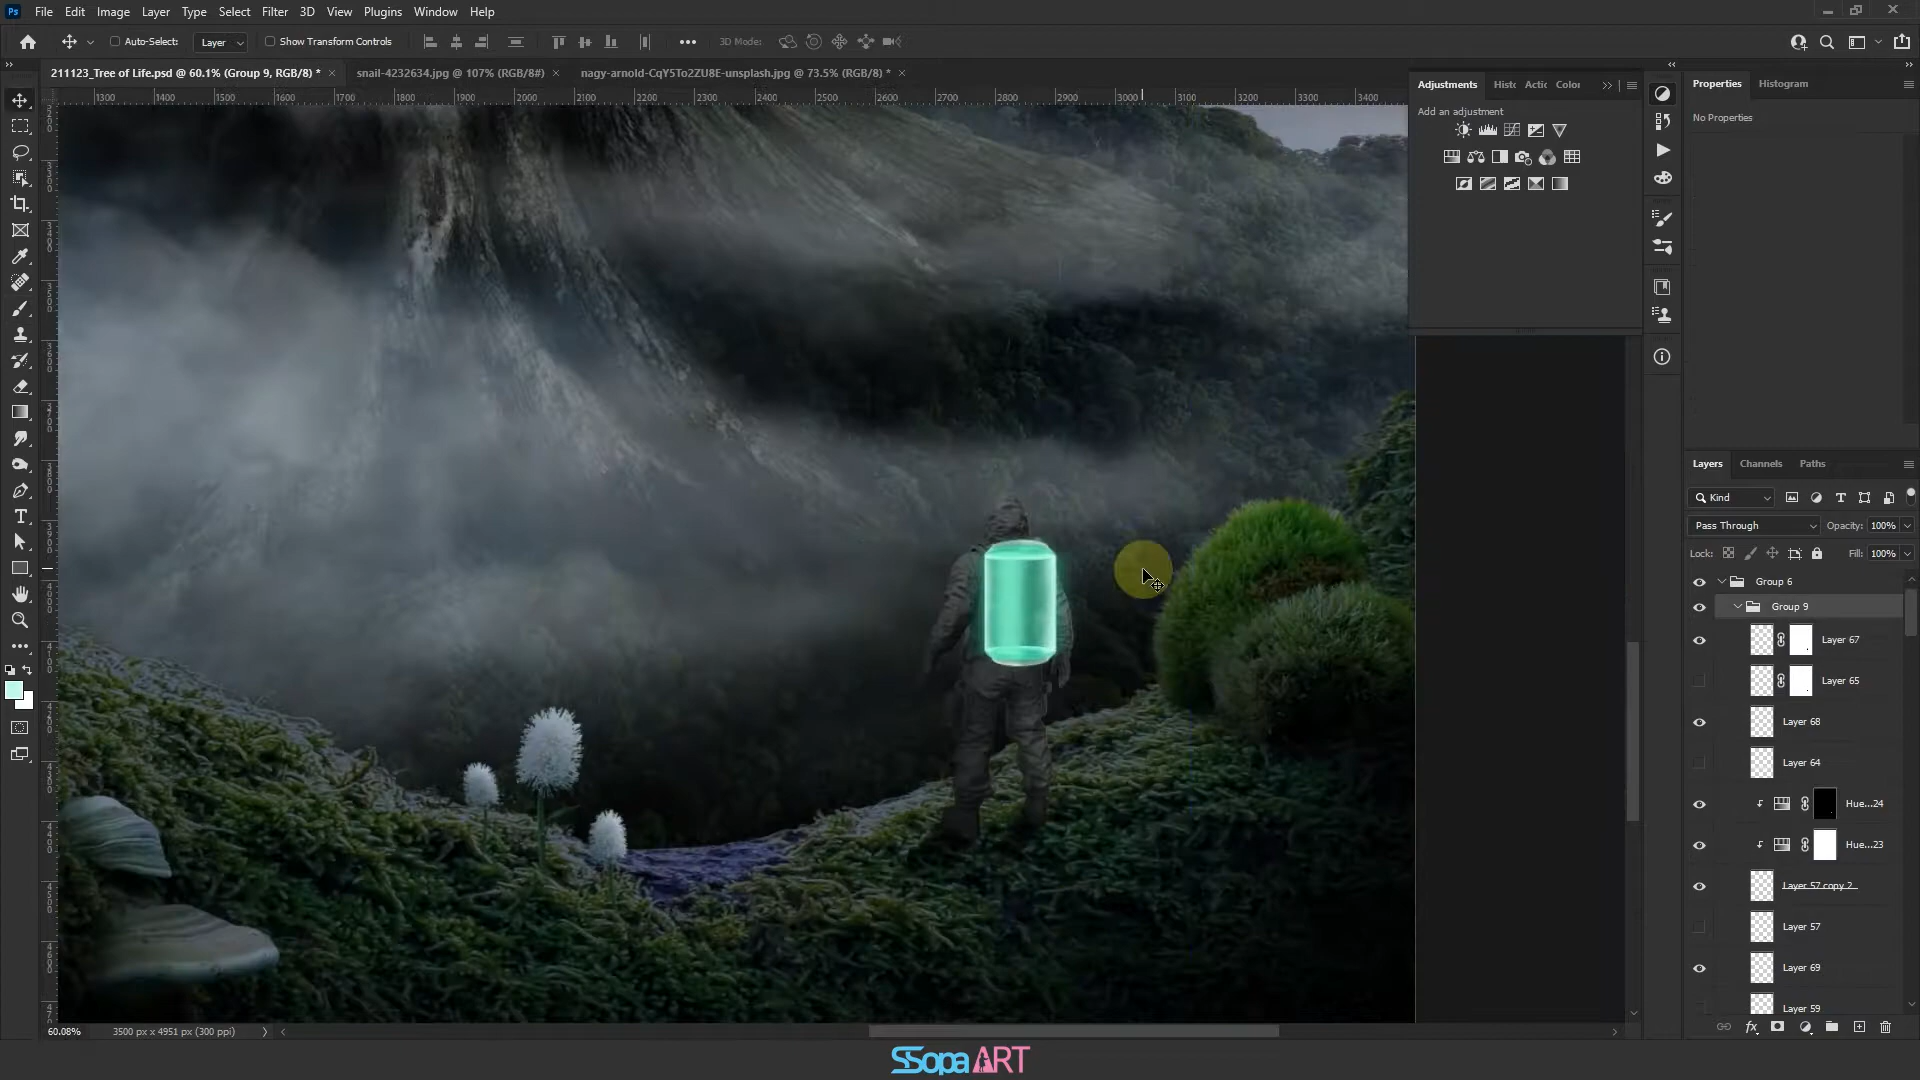 Ps File Edit Image Layer Type Select Filter 3D View Plugins Window Help
Auto-Select: Layer Show Transform Controls 3D Mode:
211123_Tree of Life.psd @ 60.1% (Group 9, RGB/8) * × snail-4232634.jpg @ 107% (RGB/8#) × nagy-arnold-CqY5To2ZU8E-unsplash.jpg @ 73.5% (RGB/8) * ×
1300 1400 1500 1600 1700 1800 1900 2000 2100 2200 2300 2400 2500 2600 2700 2800 2900 3000 3100 3200 3300 3400
Adjustments Histo Actic Color
Add an adjustment
Properties Histogram
No Properties
Layers Channels Paths
Kind
Pass Through Opacity: 100%
Lock: Fill: 100%
Group 6
Group 9
Layer 67
Layer 65
Layer 68
Layer 64
Hue...24
Hue...23
Layer 57 copy 2
Layer 57
Layer 69
Layer 59
60.08% 3500 px x 4951 px (300 ppi)
SSopa ART